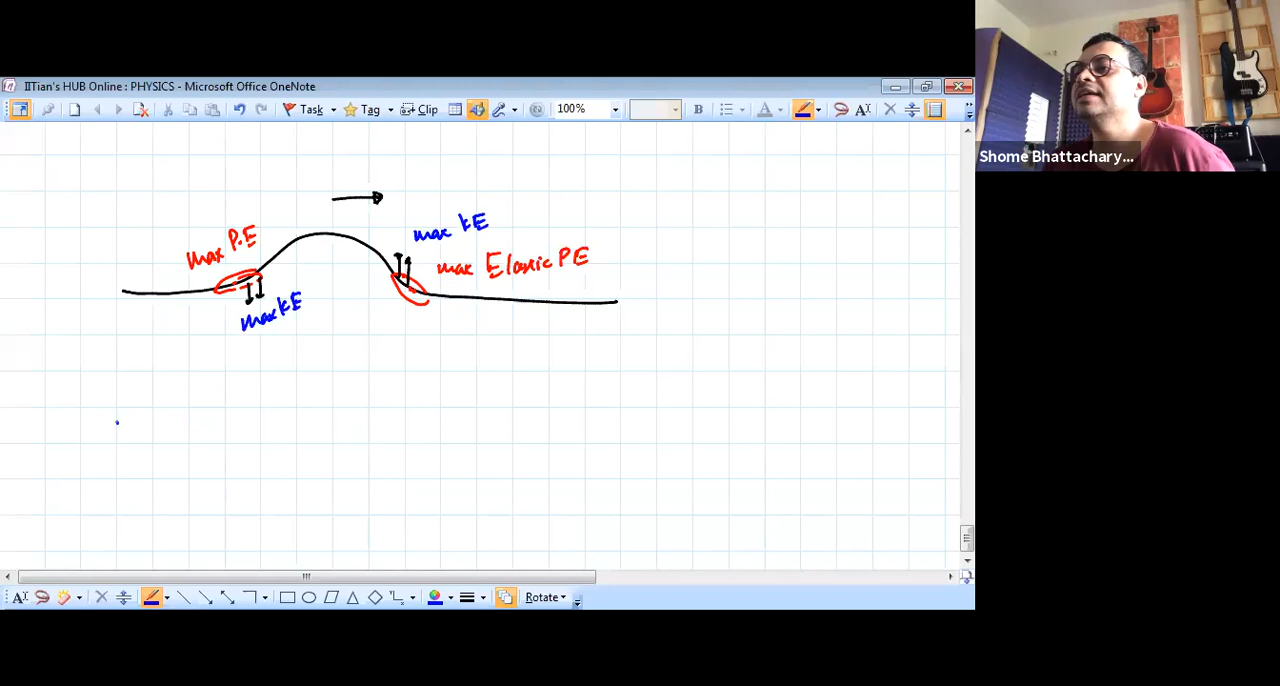 IITian's HUB Online : PHYSICS - Microsoft Office OneNote
Task Tag Clip 100% B A
max P.E
max kE
max kE
max Elastic PE
Rotate
Shome Bhattachary...